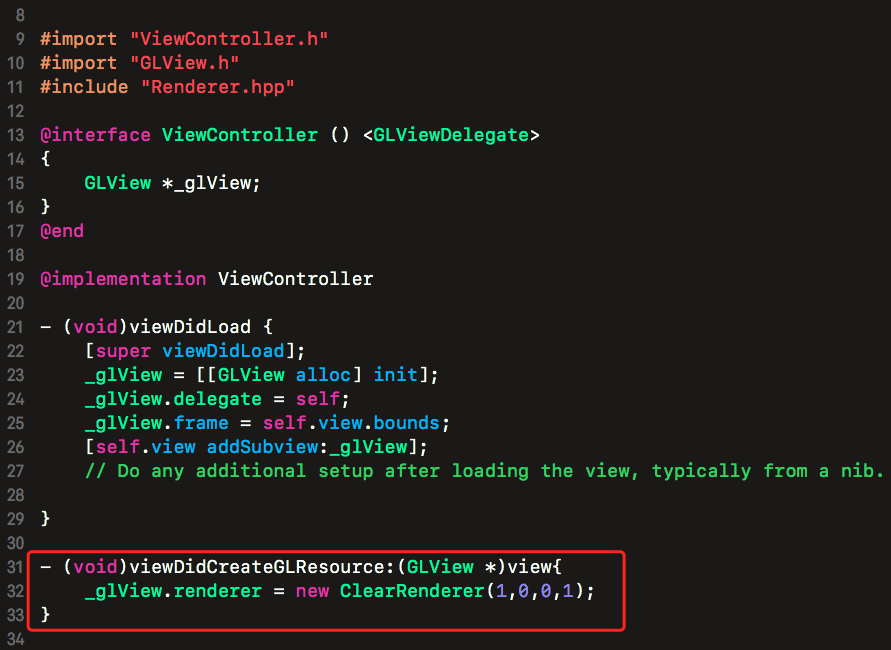 8
9 #import "ViewController.h"
10 #import "GLView.h"
11 #include "Renderer.hpp"
12
13 @interface ViewController () <GLViewDelegate>
14 {
15     GLView *_glView;
16 }
17 @end
18
19 @implementation ViewController
20
21 - (void)viewDidLoad {
22     [super viewDidLoad];
23     _glView = [[GLView alloc] init];
24     _glView.delegate = self;
25     _glView.frame = self.view.bounds;
26     [self.view addSubview:_glView];
27     // Do any additional setup after loading the view, typically from a nib.
28
29 }
30
31 - (void)viewDidCreateGLResource:(GLView *)view{
32     _glView.renderer = new ClearRenderer(1,0,0,1);
33 }
34